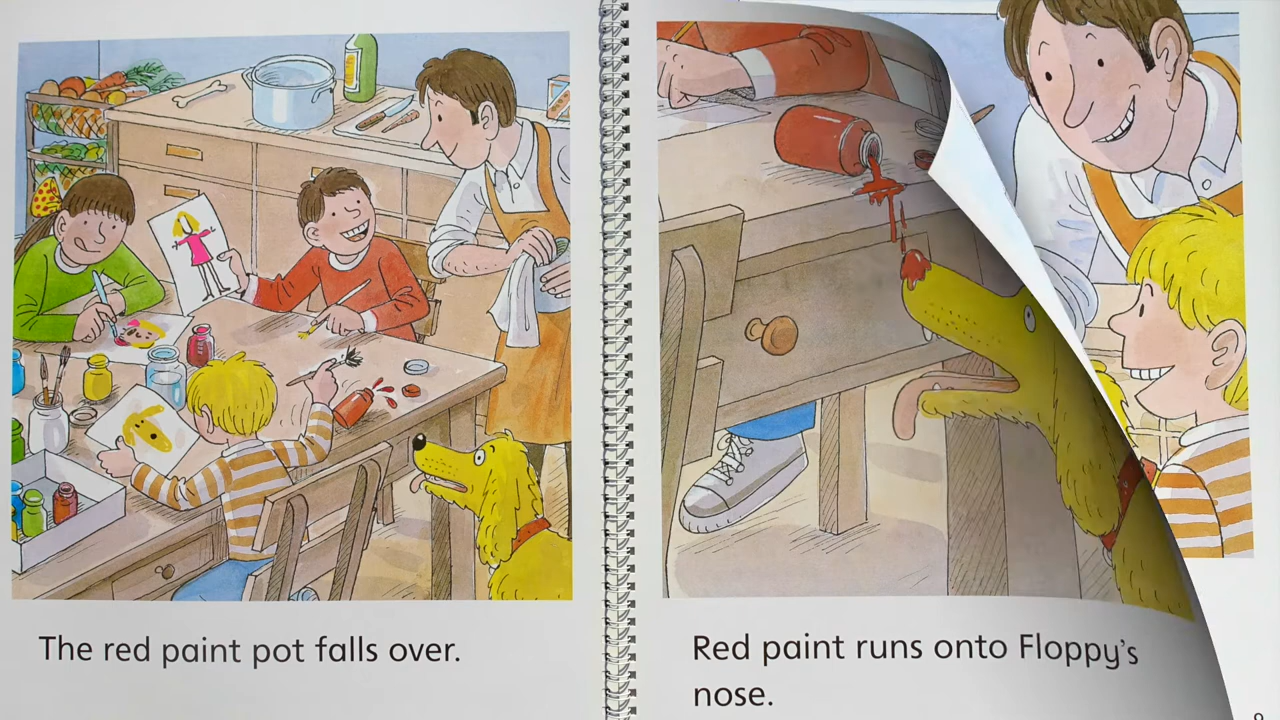 The red paint pot falls over.
Red paint runs onto Floppy's
nose.